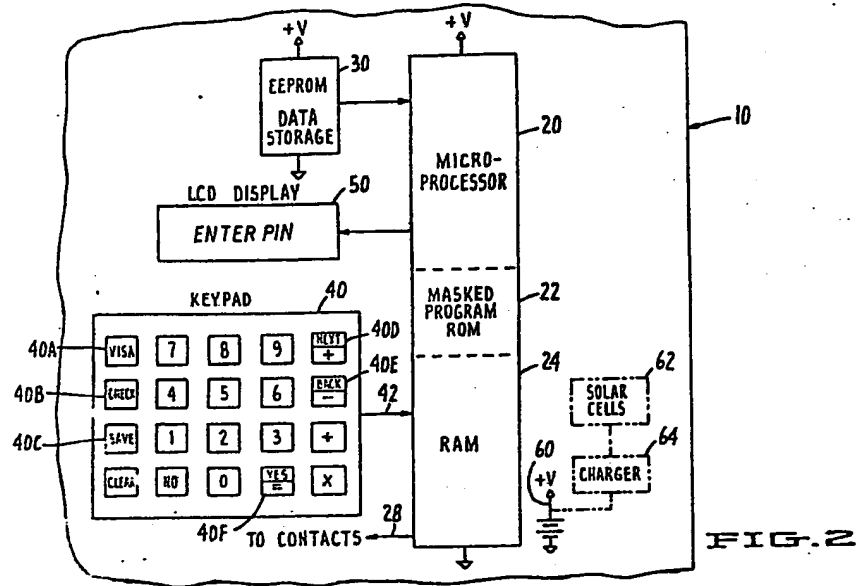 +V
+V
30
EEPROM
DATA
STORAGE
20
10
MICRO-
PROCESSOR
LCD DISPLAY
50
ENTER PIN
MASKED
PROGRAM
ROM
22
KEYPAD
40
40A
VISA 7 8 9 NEXT
+
40D
40B
CHECK 4 5 6 BACK
−
40E
40C
SAVE 1 2 3 +
CLEAR NO 0 YES
=
X
40F
42
24
RAM
28
TO CONTACTS
62
SOLAR
CELLS
64
CHARGER
60
+V
FIG. 2